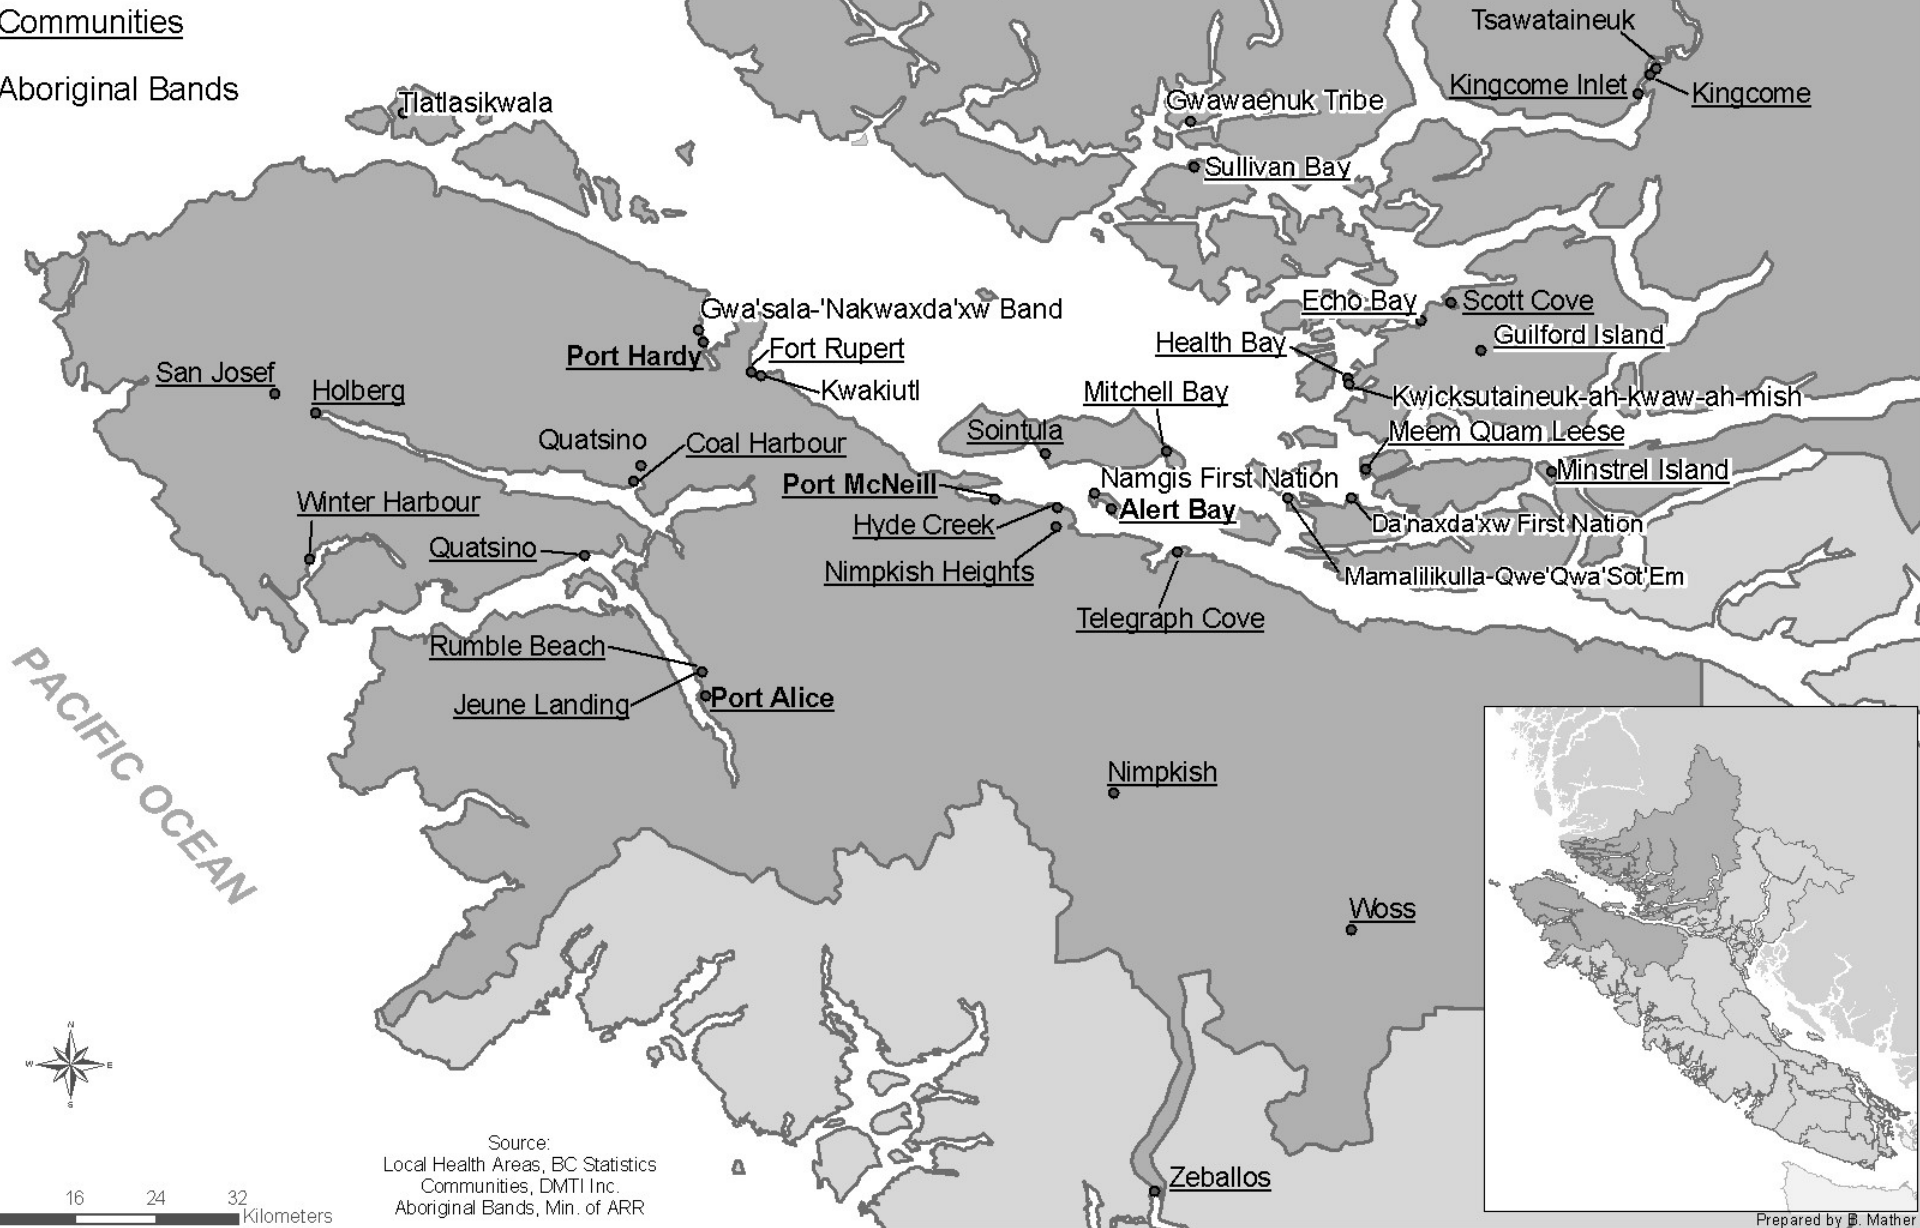 Communities
Aboriginal Bands
Tsawataineuk
Kingcome Inlet
Kingcome
Tlatlasikwala
Gwawaenuk Tribe
Sullivan Bay
Gwa'sala-'Nakwaxda'xw Band
Echo Bay
Scott Cove
Guilford Island
Port Hardy
Fort Rupert
Health Bay
San Josef
Holberg
Kwakiutl
Mitchell Bay
Kwicksutaineuk-ah-kwaw-ah-mish
Quatsino
Coal Harbour
Sointula
Meem Quam Leese
Port McNeill
Namgis First Nation
Minstrel Island
Winter Harbour
Hyde Creek
Alert Bay
Da'naxda'xw First Nation
Quatsino
Nimpkish Heights
Mamalilikulla-Qwe'Qwa'Sot'Em
Telegraph Cove
Rumble Beach
Jeune Landing
Port Alice
PACIFIC OCEAN
Nimpkish
Woss
N
W
E
S
Source:
Local Health Areas, BC Statistics
Communities, DMTI Inc.
Aboriginal Bands, Min. of ARR
Zeballos
16 24 32
Kilometers
Prepared by B. Mather